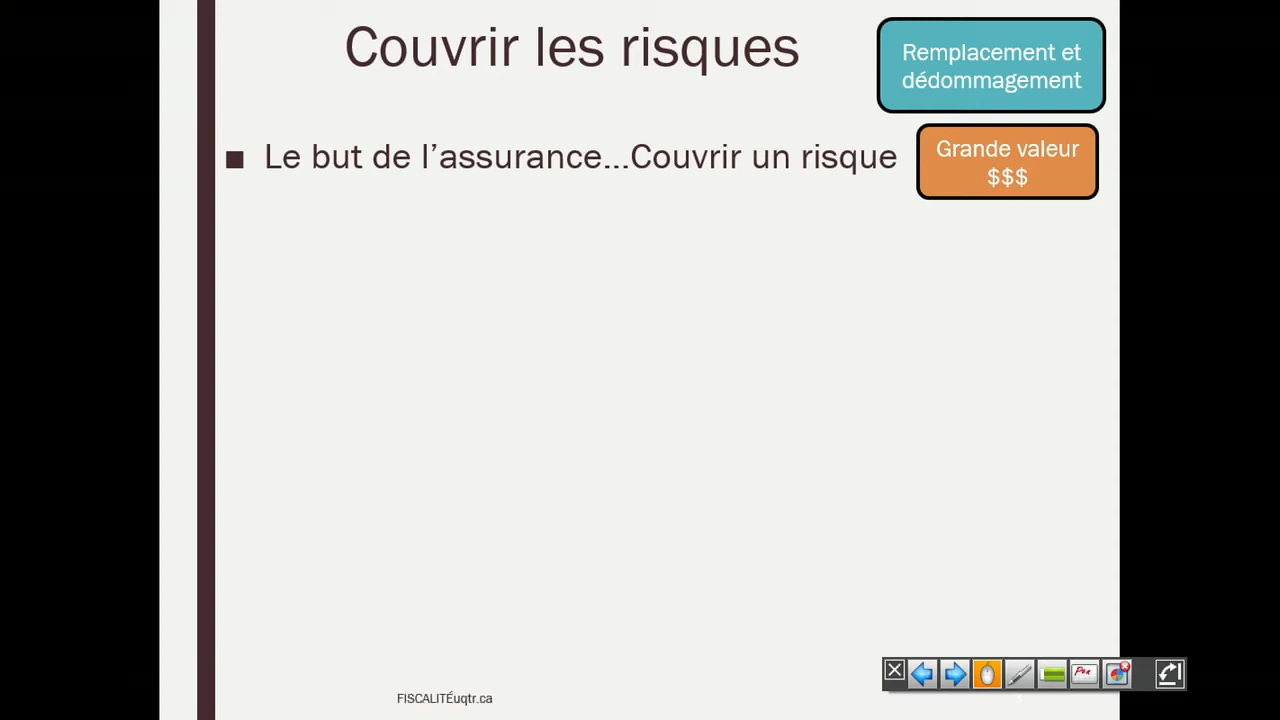 Couvrir les risques
Remplacement et
dédommagement
■ Le but de l’assurance...Couvrir un risque
Grande valeur
$$$
FISCALITÉuqtr.ca